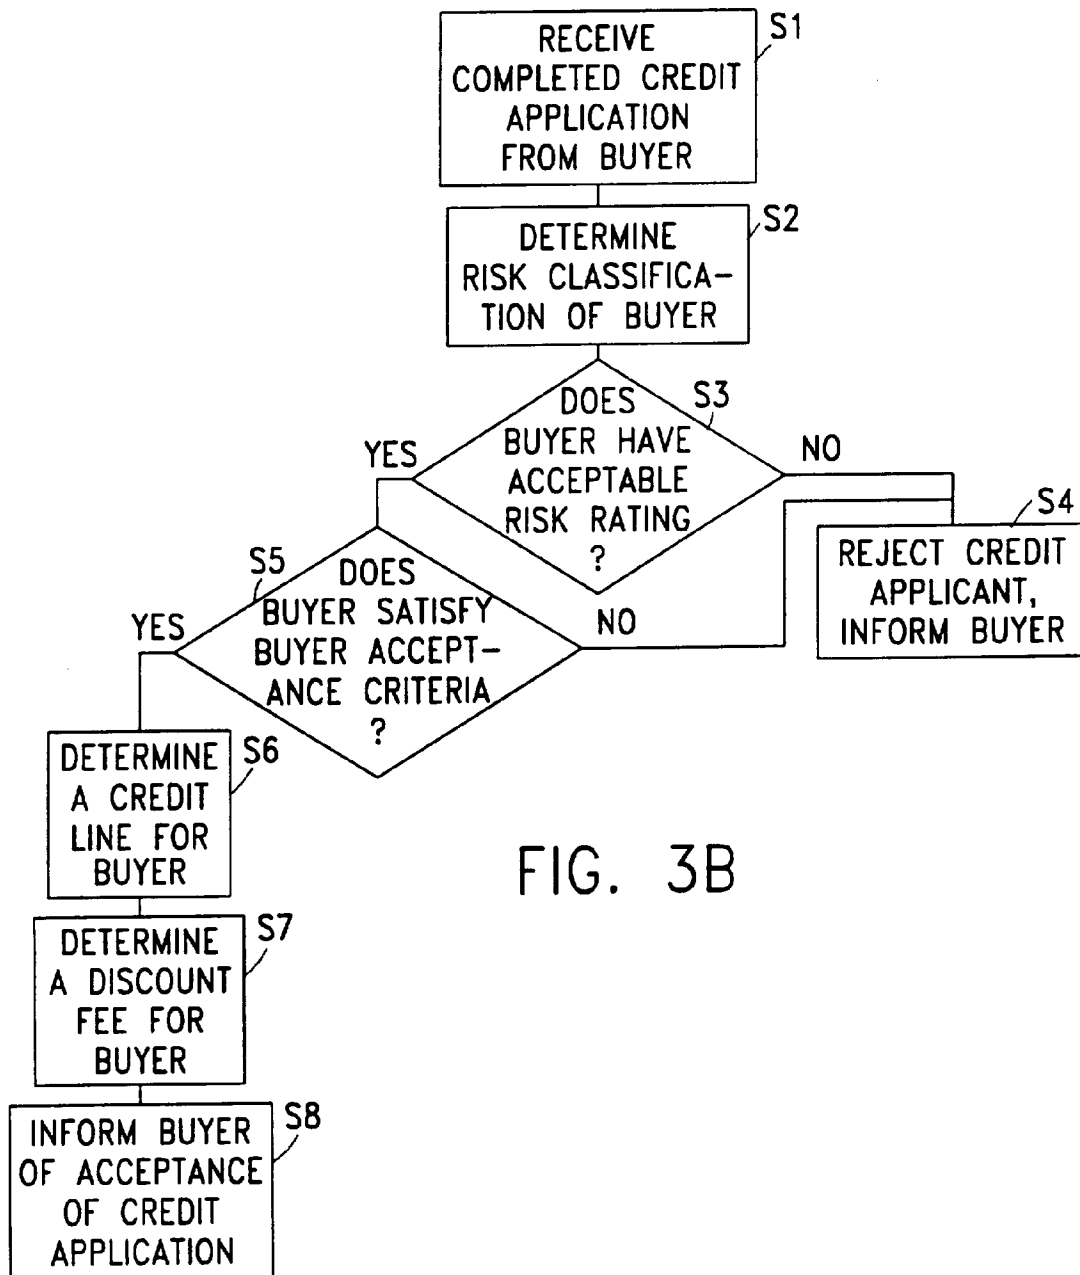 RECEIVE
COMPLETED CREDIT
APPLICATION
FROM BUYER
S1
DETERMINE
RISK CLASSIFICA-
TION OF BUYER
S2
DOES
BUYER HAVE
ACCEPTABLE
RISK RATING
?
S3
YES
NO
REJECT CREDIT
APPLICANT,
INFORM BUYER
S4
DOES
BUYER SATISFY
BUYER ACCEPT-
ANCE CRITERIA
?
S5
YES
NO
DETERMINE
A CREDIT
LINE FOR
BUYER
S6
FIG. 3B
DETERMINE
A DISCOUNT
FEE FOR
BUYER
S7
INFORM BUYER
OF ACCEPTANCE
OF CREDIT
APPLICATION
S8